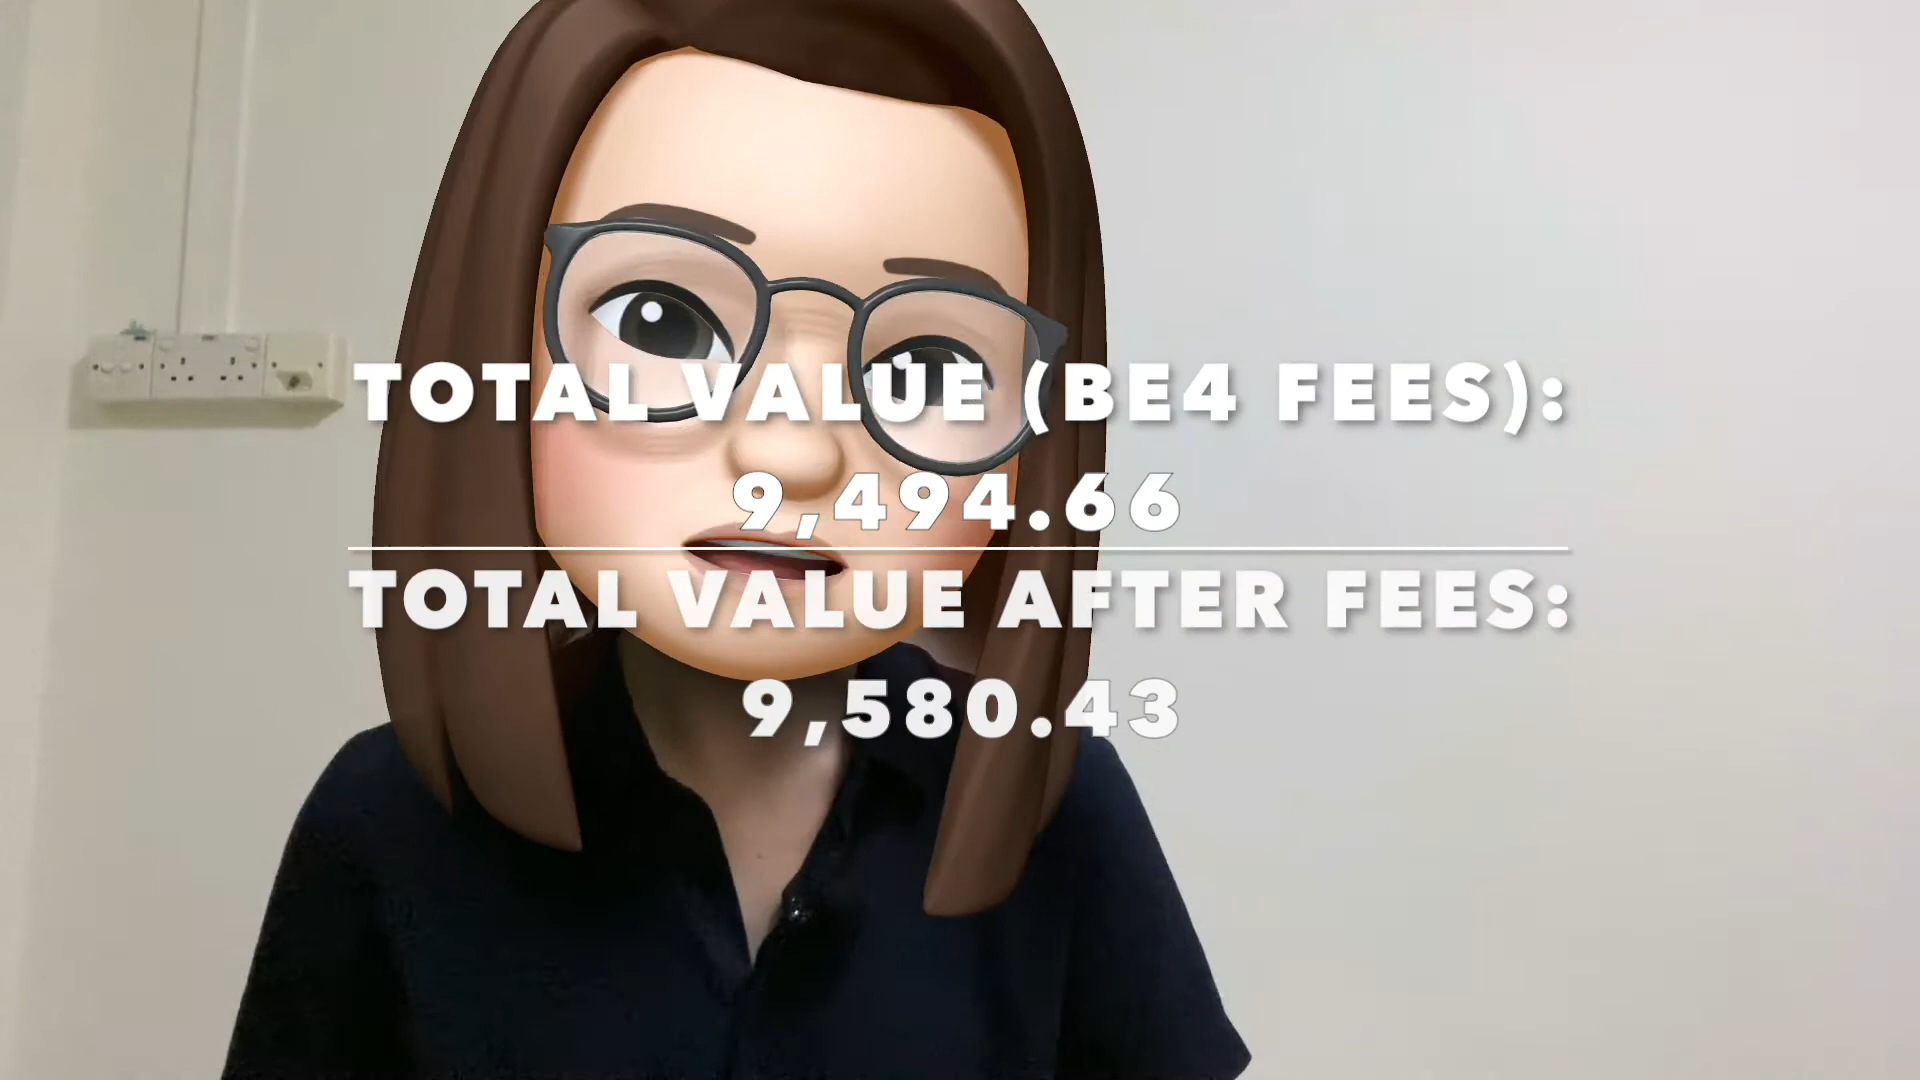 TOTAL VALUE (BE4 FEES):
9,494.66
TOTAL VALUE AFTER FEES:
9,580.43